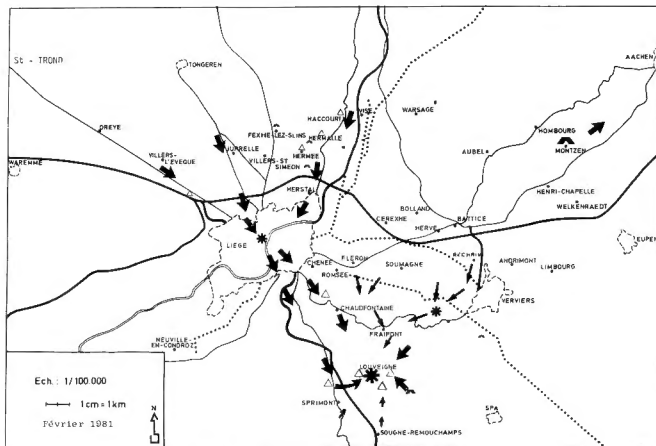 St - TROND
TONGEREN
AACHEN
OREYE
WAREMME
VILLERS-
L'EVEQUE
JUPRELLE
FEXHE-LEZ-SLINS
VILLERS-ST
SIMEON
HACCOURT
HERMALLE
HERMEE
HERSTAL
VISE
WARSAGE
AUBEL
HOMBOURG
MONTZEN
HENRI-CHAPELLE
WELKENRAEDT
EUPEN
LIEGE
CEREXHE
BOLLAND
HERVE
BATTICE
CHENEE
FLERON
ROMSEE
SOUMAGNE
ANDRIMONT
LIMBOURG
VERVIERS
CHAUDFONTAINE
FRAIPONT
NEUVILLE-
EN-CONDROZ
LOUVEIGNE
SPRIMONT
SPA
SOUGNE-REMOUCHAMPS
Ech. : 1/100.000
1cm = 1km
Février 1981
N